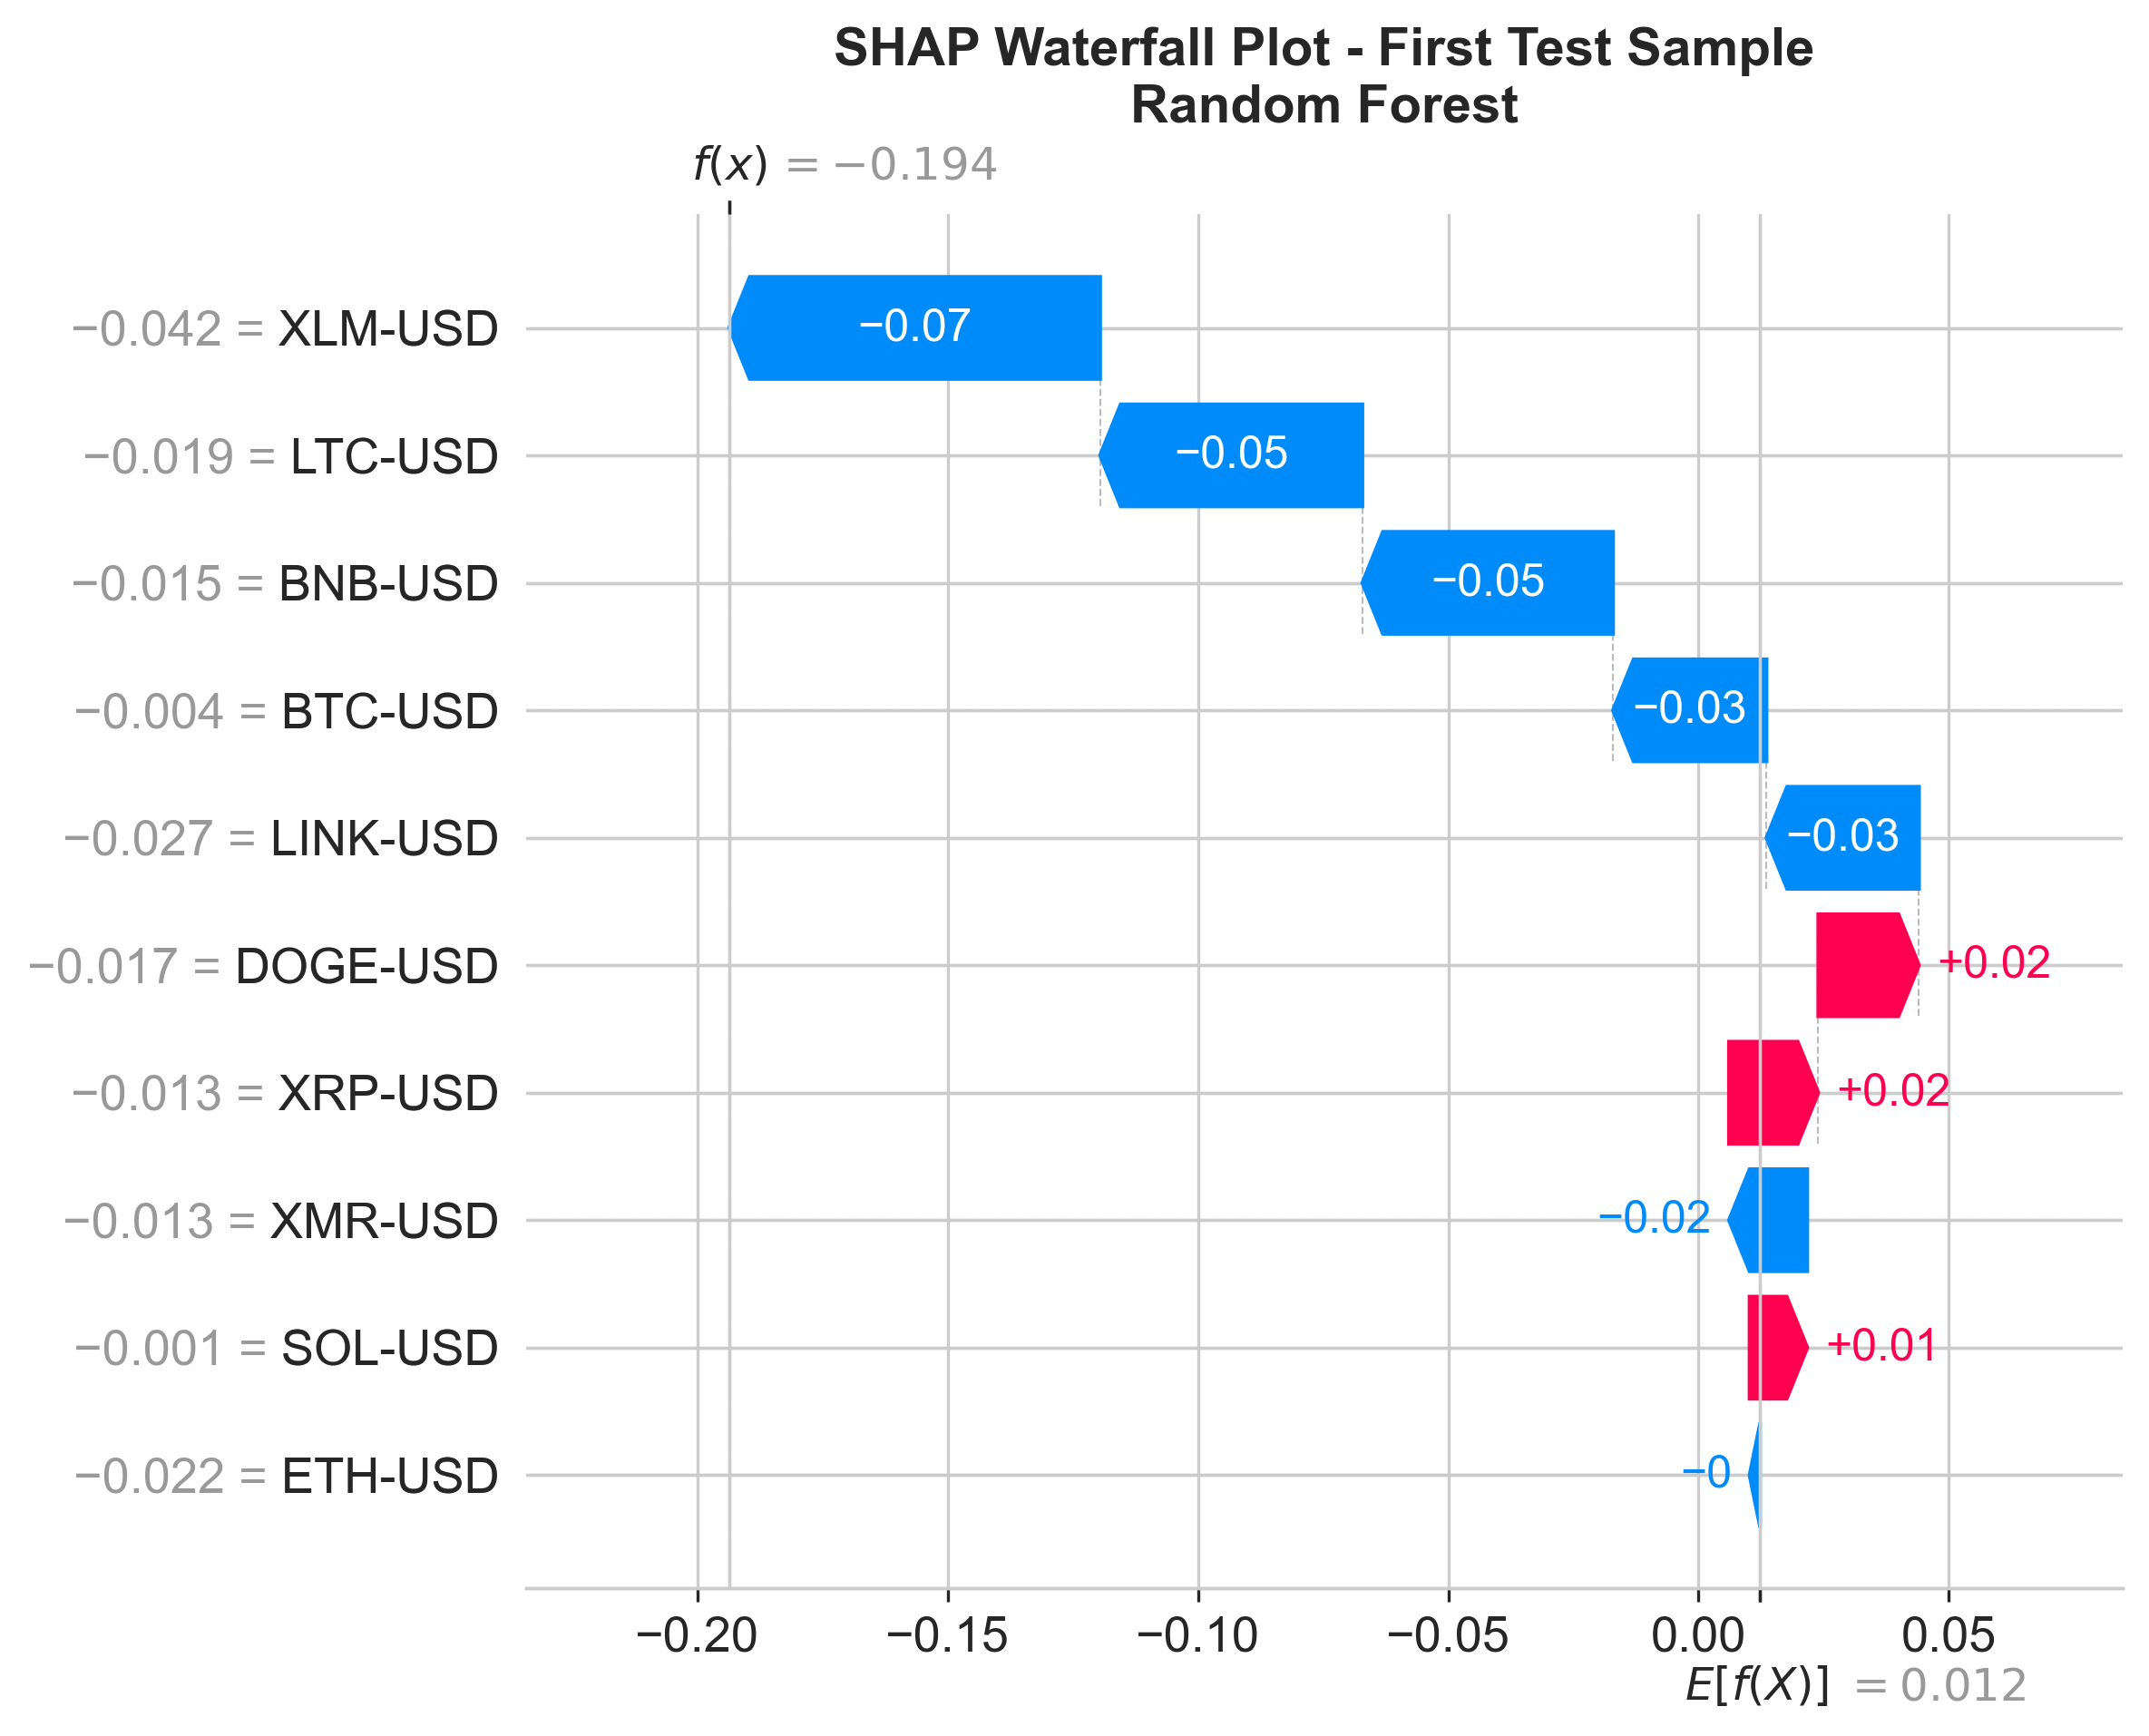 SHAP Waterfall Plot - First Test Sample
Random Forest
f(x) = −0.194
−0.042 = XLM-USD
−0.07
−0.019 = LTC-USD
−0.05
−0.015 = BNB-USD
−0.05
−0.004 = BTC-USD
−0.03
−0.027 = LINK-USD
−0.03
−0.017 = DOGE-USD
+0.02
−0.013 = XRP-USD
+0.02
−0.013 = XMR-USD
−0.02
−0.001 = SOL-USD
+0.01
−0.022 = ETH-USD
−0
−0.20 −0.15 −0.10 −0.05 0.00 0.05
E[f(X)] = 0.012